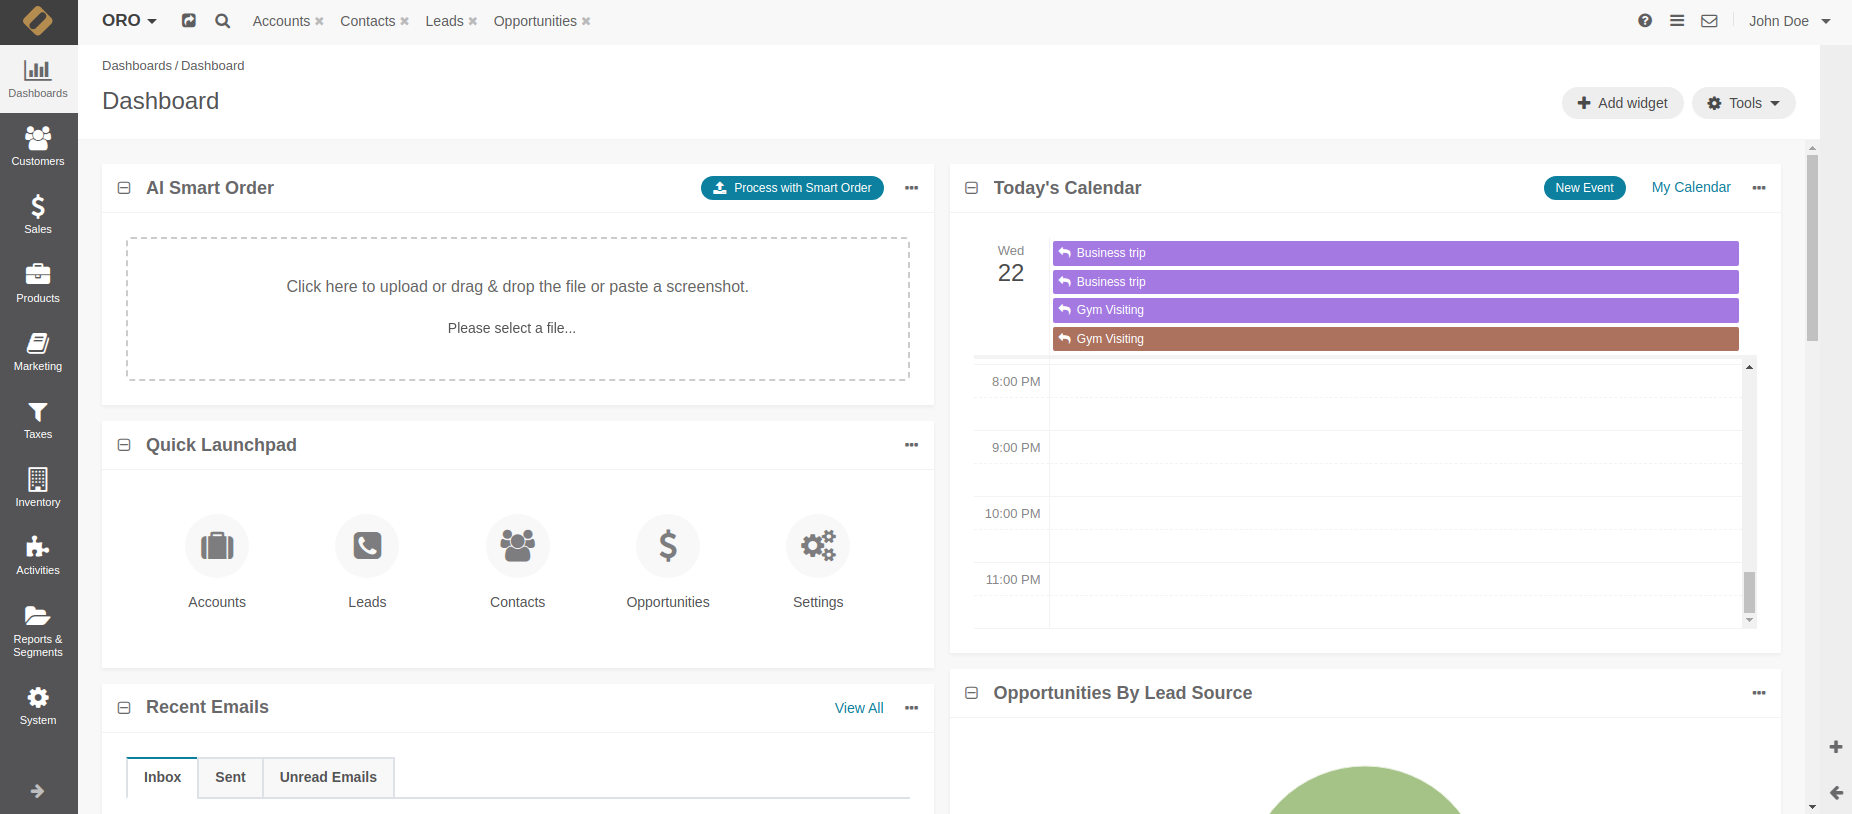 ORO Accounts Contacts Leads Opportunities John Doe
Dashboards
Customers
Sales
Products
Marketing
Taxes
Inventory
Activities
Reports &
Segments
System
Dashboards / Dashboard
Dashboard
Add widget Tools
AI Smart Order
Process with Smart Order
Click here to upload or drag & drop the file or paste a screenshot.
Please select a file...
Quick Launchpad
Accounts Leads Contacts Opportunities Settings
Recent Emails
View All
Inbox Sent Unread Emails
Today's Calendar
New Event My Calendar
Wed
22
Business trip
Business trip
Gym Visiting
Gym Visiting
8:00 PM
9:00 PM
10:00 PM
11:00 PM
Opportunities By Lead Source